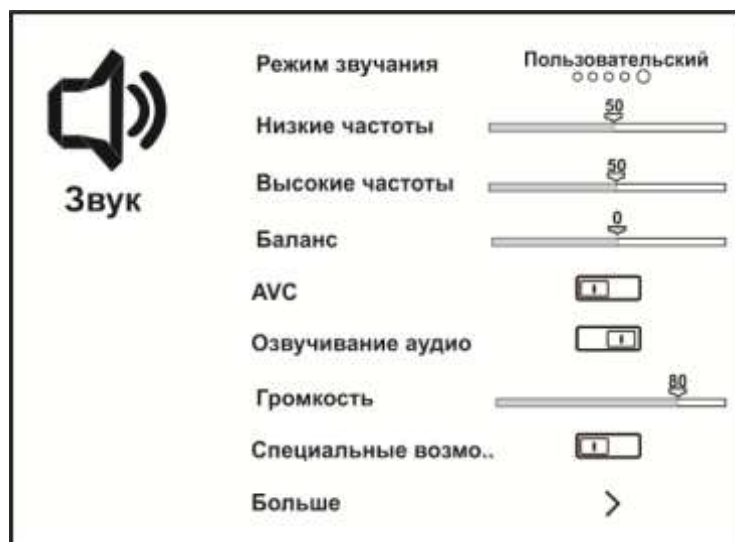 Звук
Режим звучания
Пользовательский
50
Низкие частоты
50
Высокие частоты
0
Баланс
AVC
Озвучивание аудио
80
Громкость
Специальные возмо..
Больше